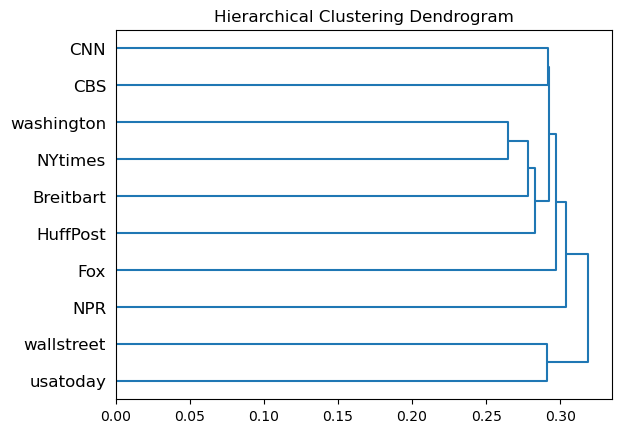 Hierarchical Clustering Dendrogram
CNN
CBS
washington
NYtimes
Breitbart
HuffPost
Fox
NPR
wallstreet
usatoday
0.00 0.05 0.10 0.15 0.20 0.25 0.30